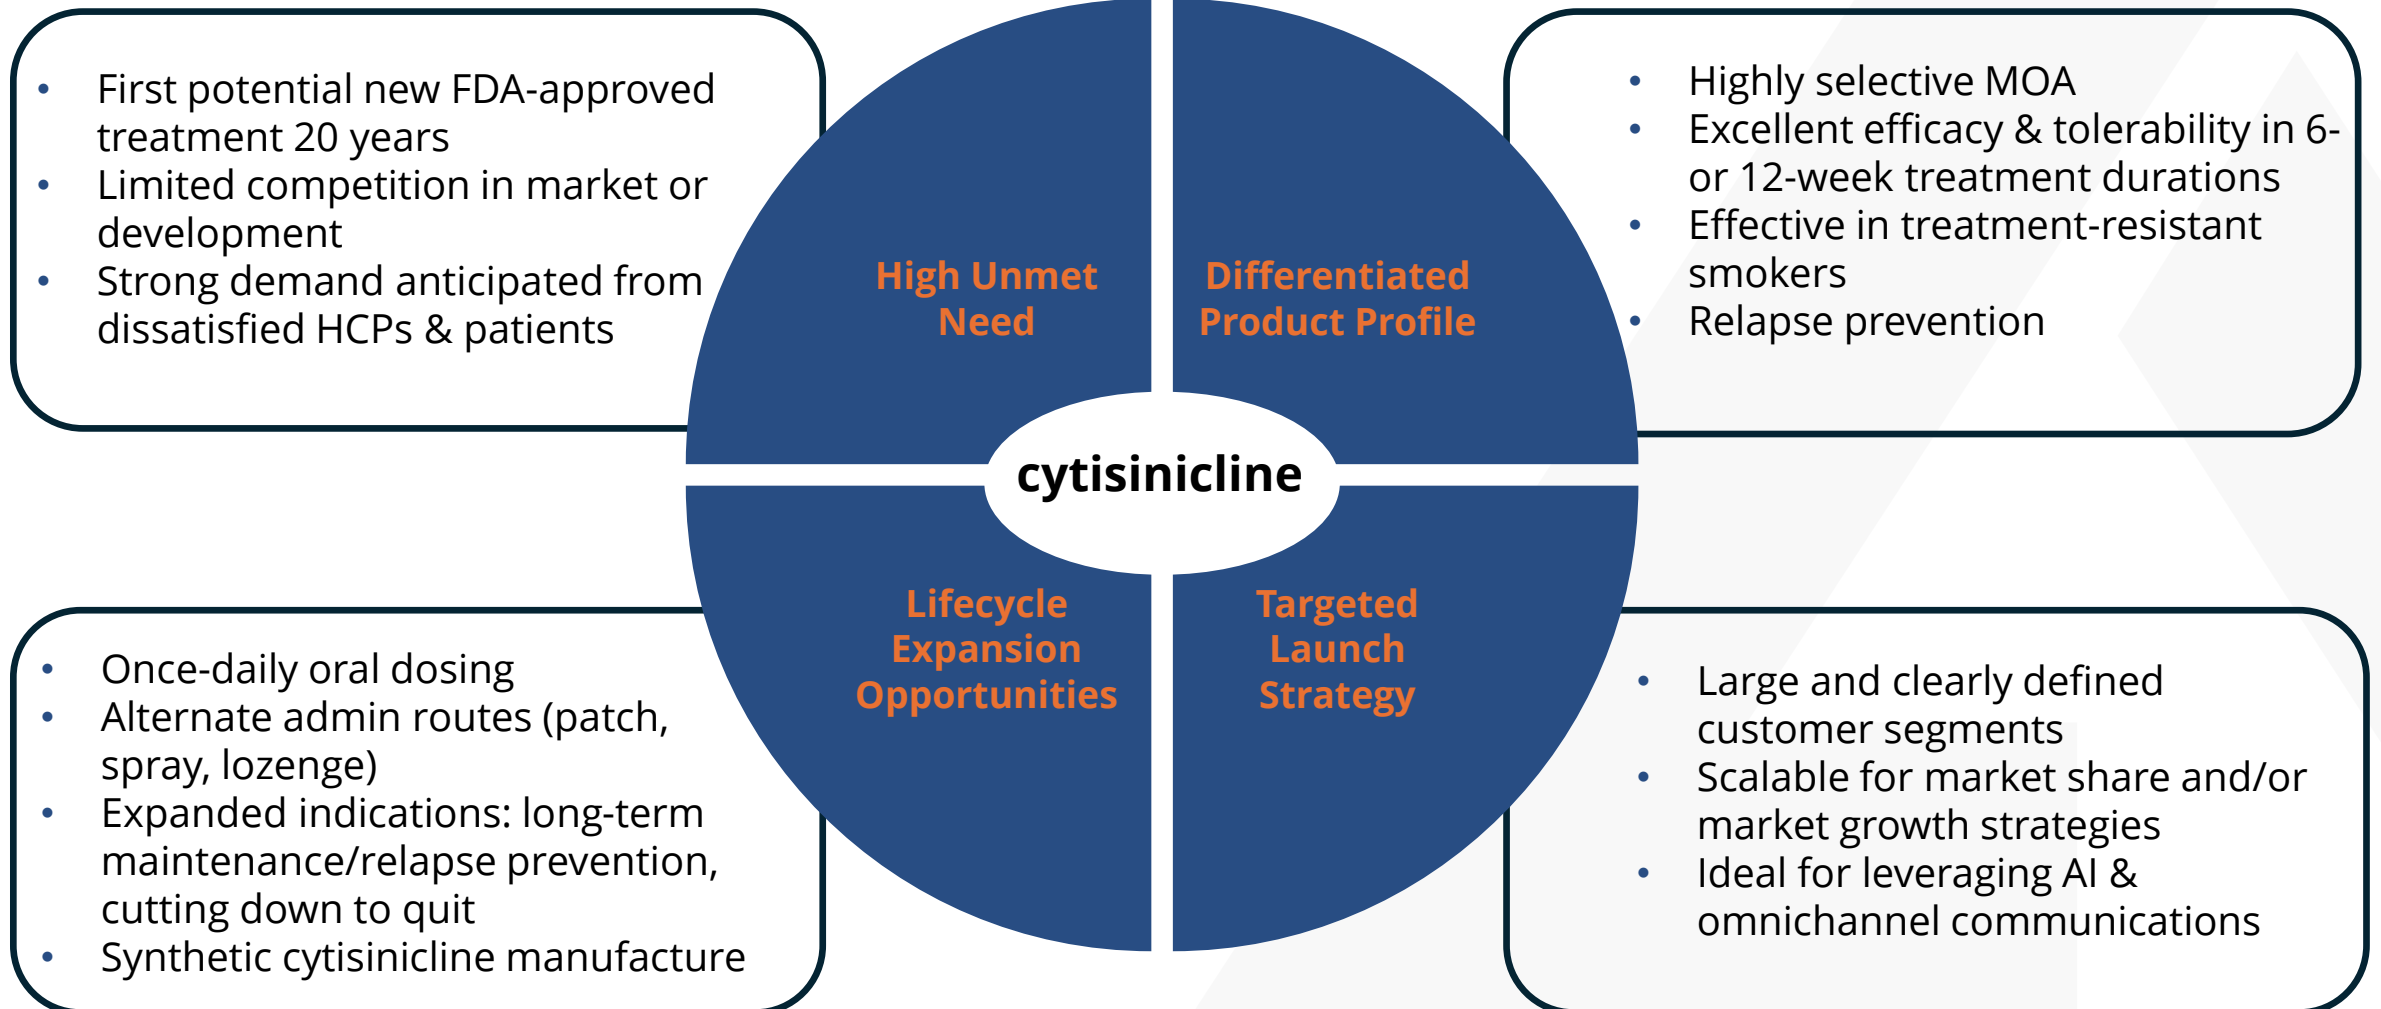 • First potential new FDA-approved
treatment 20 years
• Limited competition in market or
development
• Strong demand anticipated from
dissatisfied HCPs & patients
High Unmet
Need
Differentiated
Product Profile
• Highly selective MOA
• Excellent efficacy & tolerability in 6-
or 12-week treatment durations
• Effective in treatment-resistant
smokers
• Relapse prevention
cytisinicline
• Once-daily oral dosing
• Alternate admin routes (patch,
spray, lozenge)
• Expanded indications: long-term
maintenance/relapse prevention,
cutting down to quit
• Synthetic cytisinicline manufacture
Lifecycle
Expansion
Opportunities
Targeted
Launch
Strategy
• Large and clearly defined
customer segments
• Scalable for market share and/or
market growth strategies
• Ideal for leveraging AI &
omnichannel communications